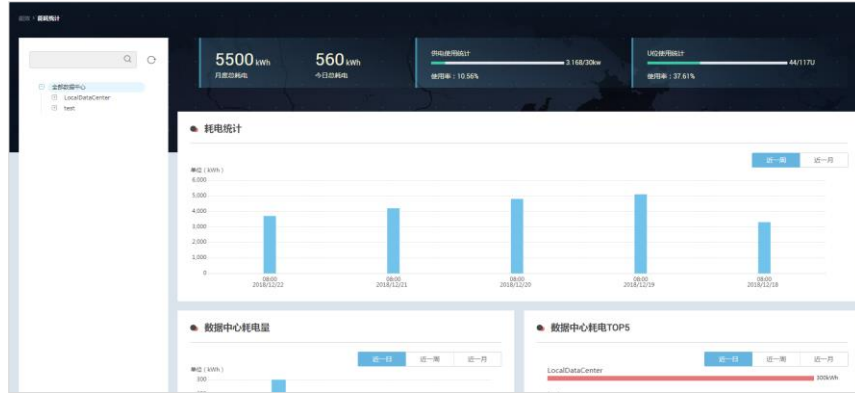 能耗统计
5500 kWh
月度总耗电
560 kWh
今日总耗电
供电使用统计
3.168/30kw
使用率：10.56%
U位使用统计
44/117U
使用率：37.61%
全部数据中心
LocalDataCenter
test
耗电统计
近一周 近一月
单位 ( kWh )
6,000
5,000
4,000
3,000
2,000
1,000
0
08:00 08:00 08:00 08:00 08:00
2018/12/22 2018/12/21 2018/12/20 2018/12/19 2018/12/18
数据中心耗电量
近一日 近一周 近一月
单位 ( kWh )
300
数据中心耗电TOP5
近一日 近一周 近一月
LocalDataCenter
300kWh